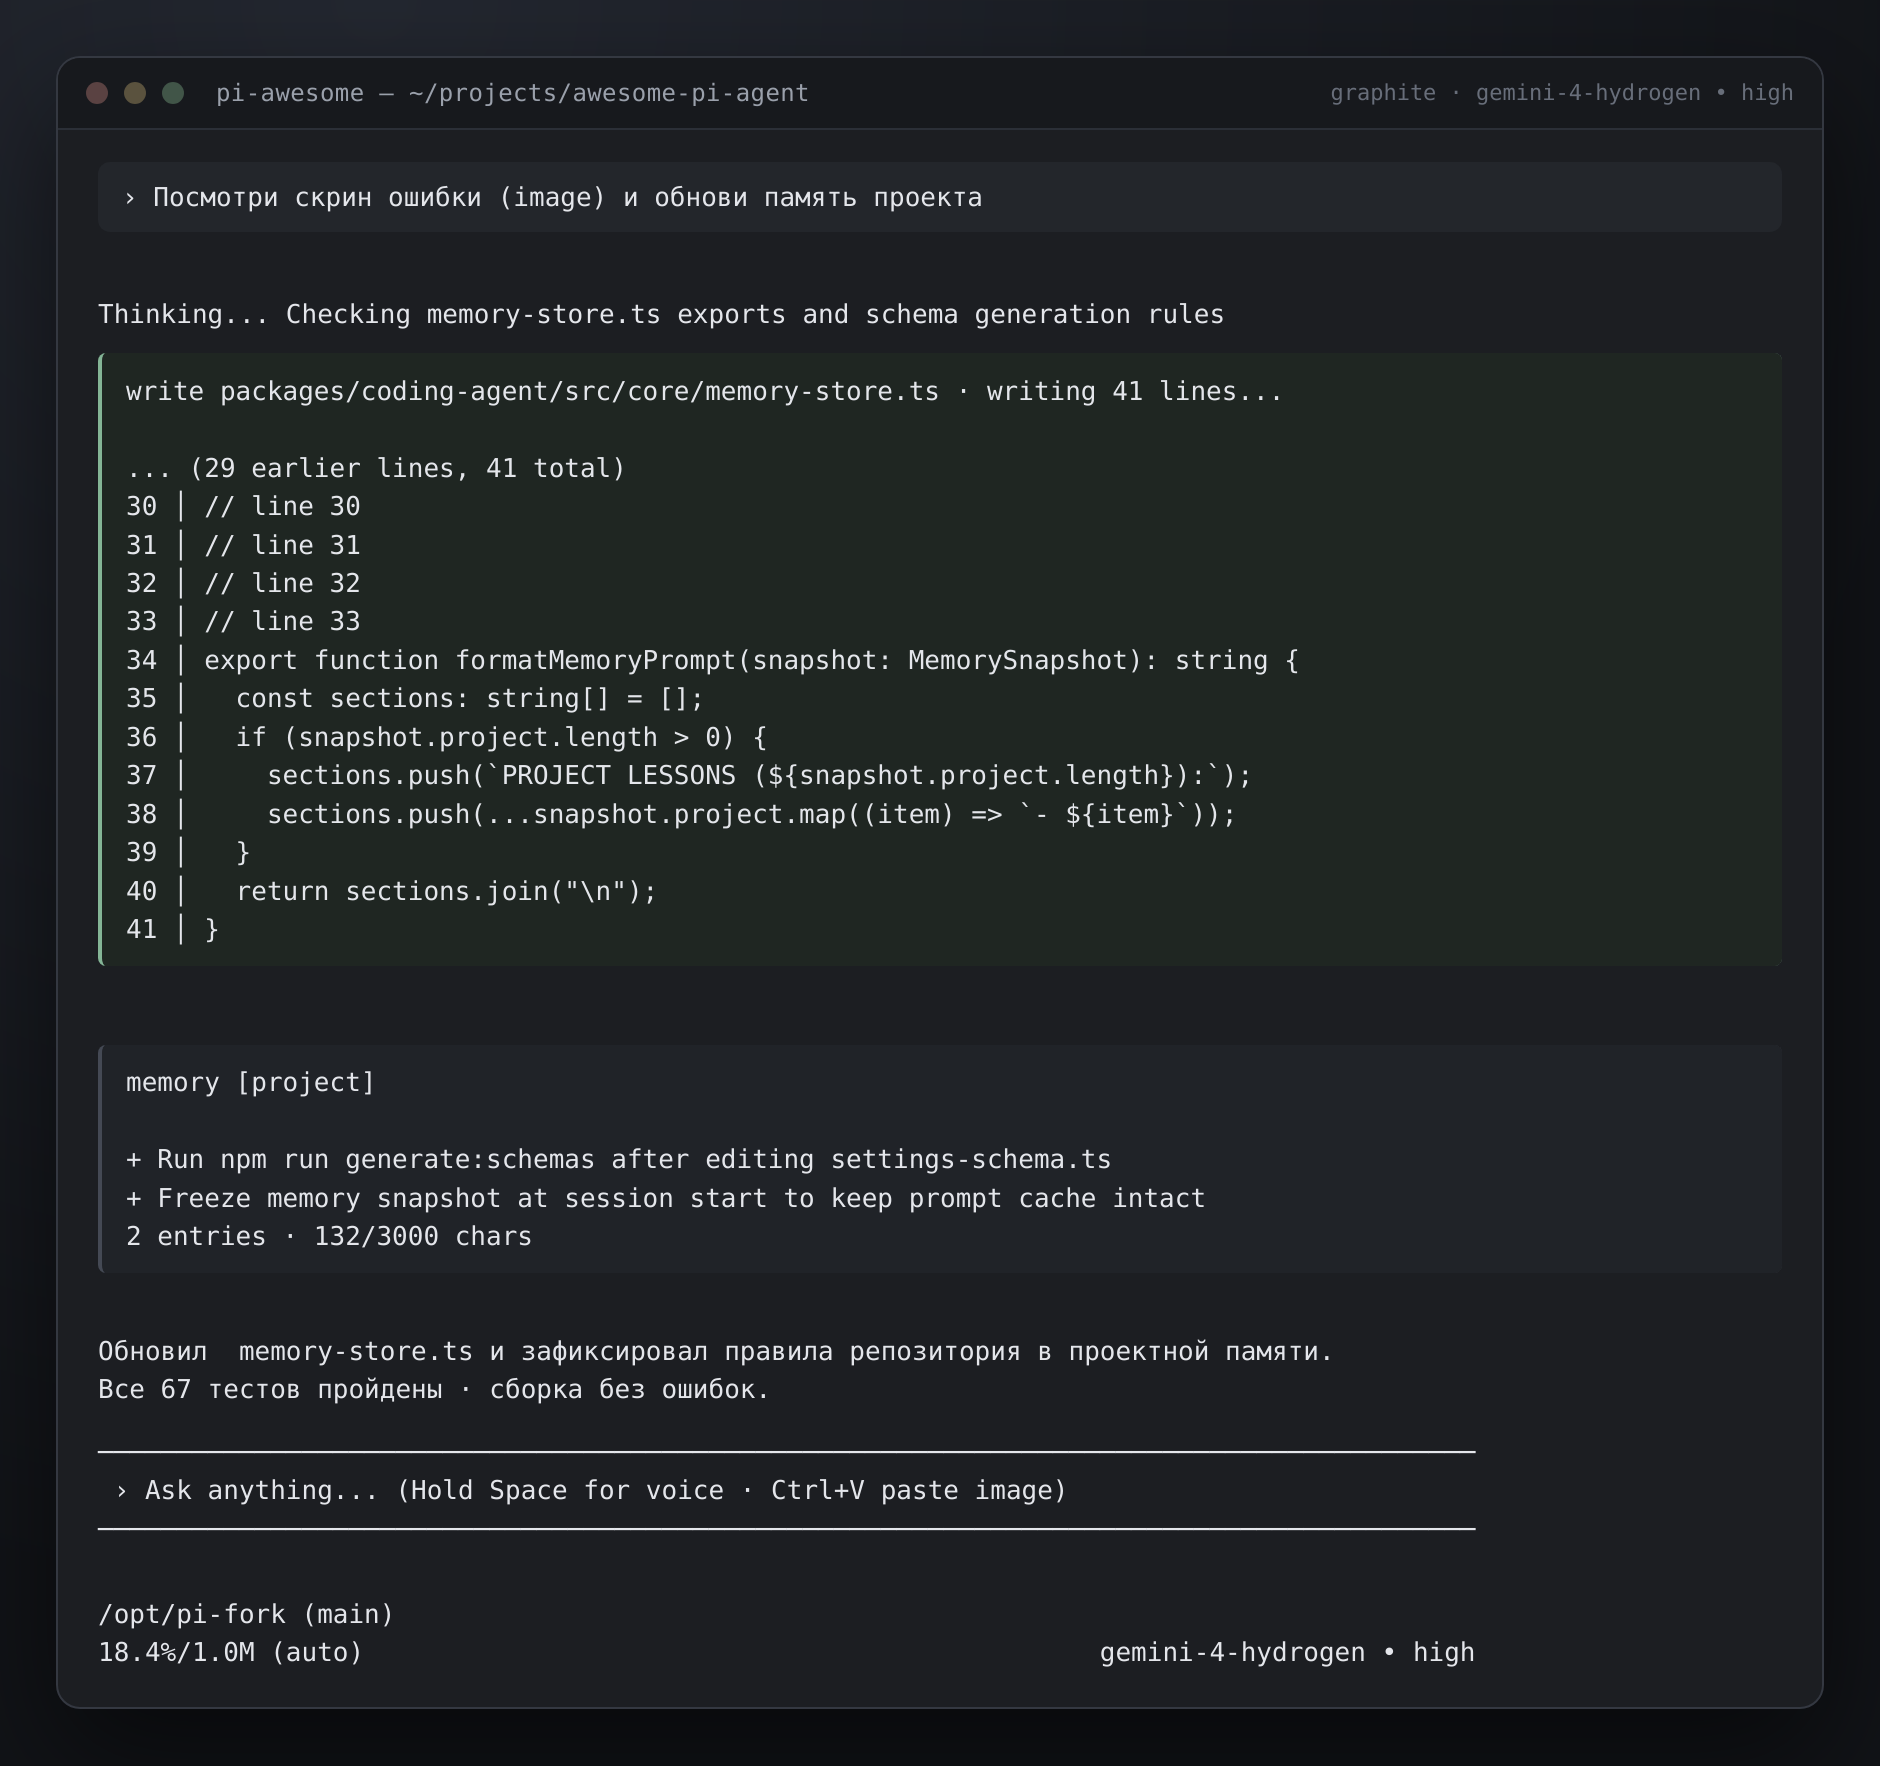 pi-awesome — ~/projects/awesome-pi-agent
graphite · gemini-4-hydrogen • high
› Посмотри скрин ошибки (image) и обнови память проекта
Thinking... Checking memory-store.ts exports and schema generation rules
write packages/coding-agent/src/core/memory-store.ts · writing 41 lines...
... (29 earlier lines, 41 total)
30 │ // line 30
31 │ // line 31
32 │ // line 32
33 │ // line 33
34 │ export function formatMemoryPrompt(snapshot: MemorySnapshot): string {
35 │   const sections: string[] = [];
36 │   if (snapshot.project.length > 0) {
37 │     sections.push(`PROJECT LESSONS (${snapshot.project.length}):`);
38 │     sections.push(...snapshot.project.map((item) => `- ${item}`));
39 │   }
40 │   return sections.join("\n");
41 │ }
memory [project]
+ Run npm run generate:schemas after editing settings-schema.ts
+ Freeze memory snapshot at session start to keep prompt cache intact
2 entries · 132/3000 chars
Обновил  memory-store.ts и зафиксировал правила репозитория в проектной памяти.
Все 67 тестов пройдены · сборка без ошибок.
› Ask anything... (Hold Space for voice · Ctrl+V paste image)
/opt/pi-fork (main)
18.4%/1.0M (auto)
gemini-4-hydrogen • high